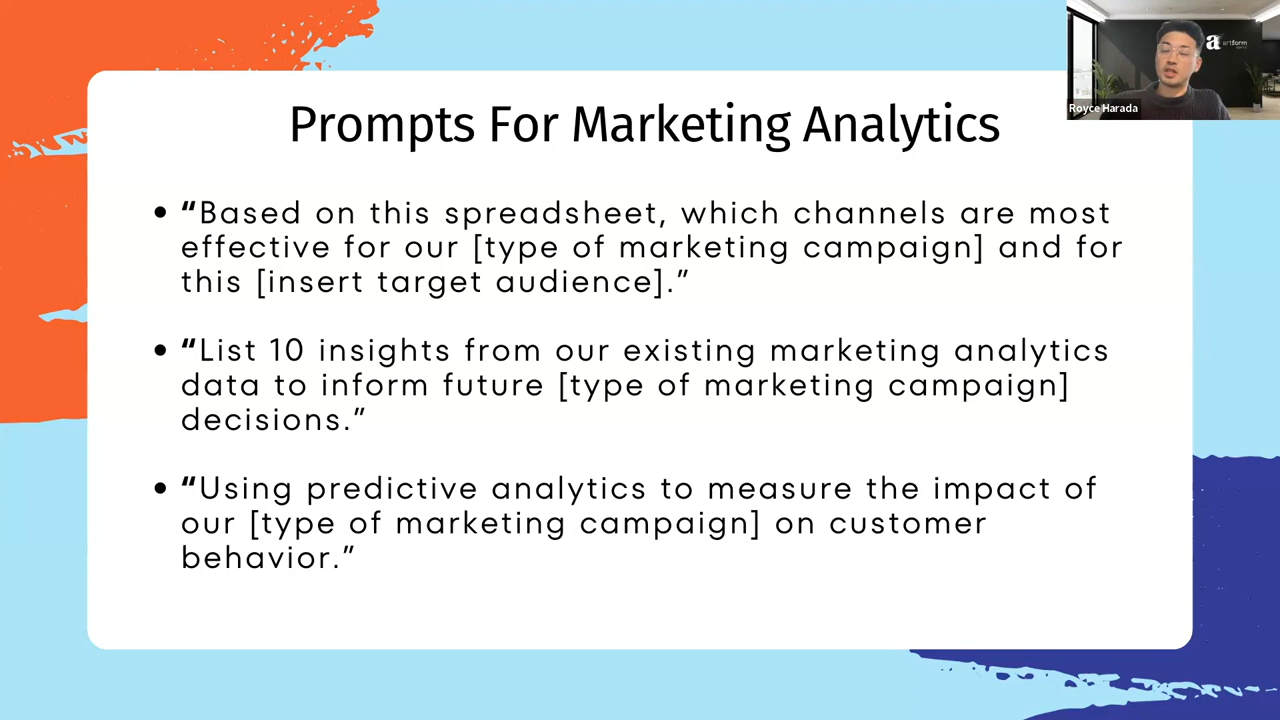 Prompts For Marketing Analytics
• “Based on this spreadsheet, which channels are most
effective for our [type of marketing campaign] and for
this [insert target audience].”
• “List 10 insights from our existing marketing analytics
data to inform future [type of marketing campaign]
decisions.”
• “Using predictive analytics to measure the impact of
our [type of marketing campaign] on customer
behavior.”
a artform
Royce Harada